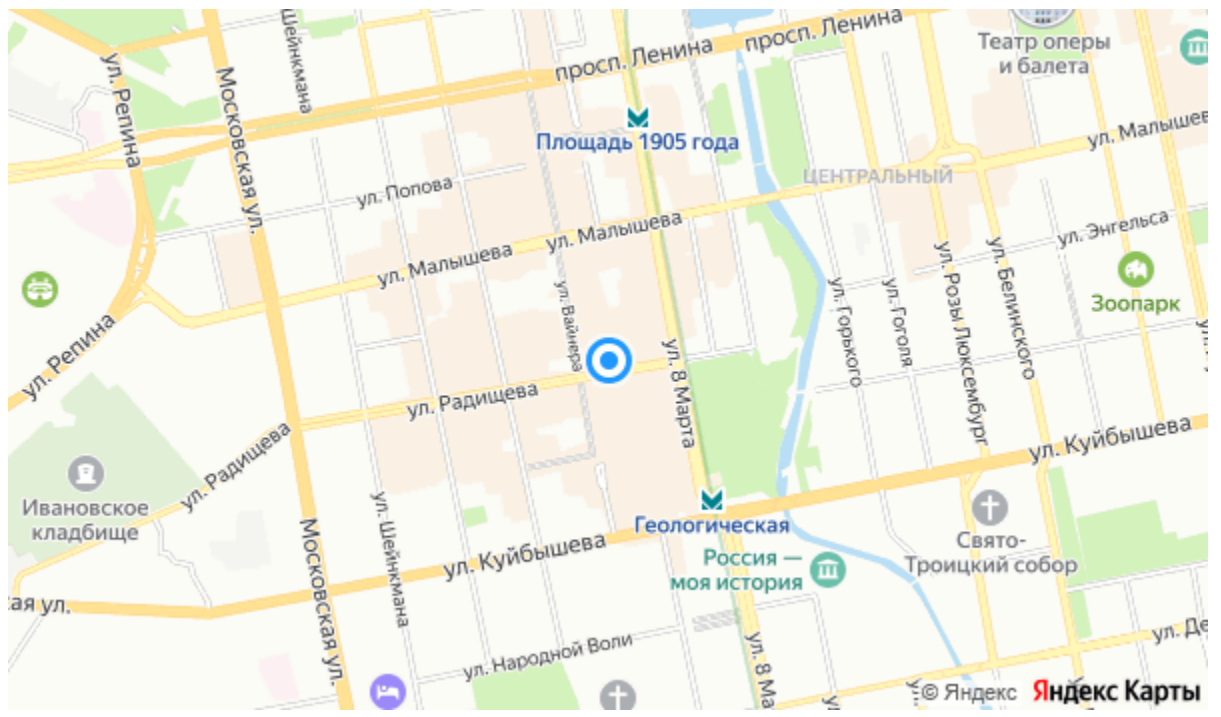 просп. Ленина
просп. Ленина
Театр оперы
и балета
Шейнкмана
ул. Репина
Московская ул.
Площадь 1905 года
ул. Малышев
ЦЕНТРАЛЬНЫЙ
ул. Попова
ул. Малышева
ул. Малышева
ул. Энгельса
ул. Вайнера
ул. Горького
ул. Гоголя
ул. Розы Люксембург
ул. Белинского
Зоопарк
ул. Репина
ул. 8 Марта
ул. Радищева
ул. Радищева
ул. Куйбышева
Ивановское
кладбище
ул. Шейнкмана
Московская ул.
Геологическая
ул. Куйбышева
Россия —
моя история
Свято-
Троицкий собор
ая ул.
ул. Народной Воли
ул. 8 Ма
ул. Де
© Яндекс
Яндекс Карты